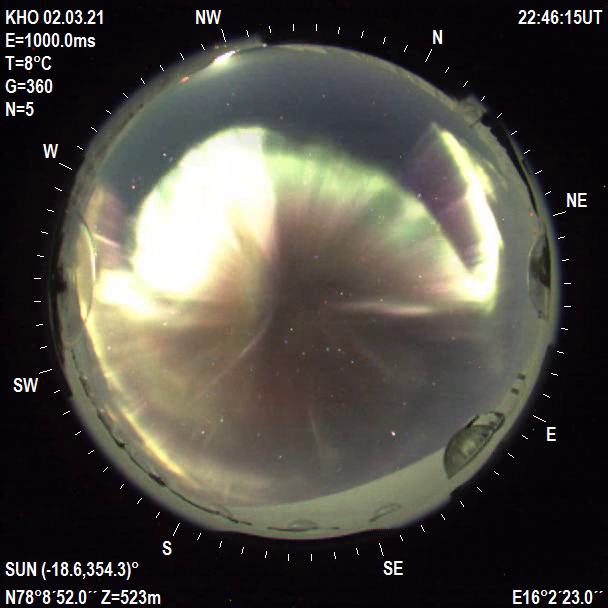 KHO 02.03.21
22:46:15UT
E=1000.0ms
T=8°C
G=360
N=5
NW
N
W
NE
SW
E
S
SE
SUN (-18.6,354.3)°
N78°8´52.0´´ Z=523m
E16°2´23.0´´